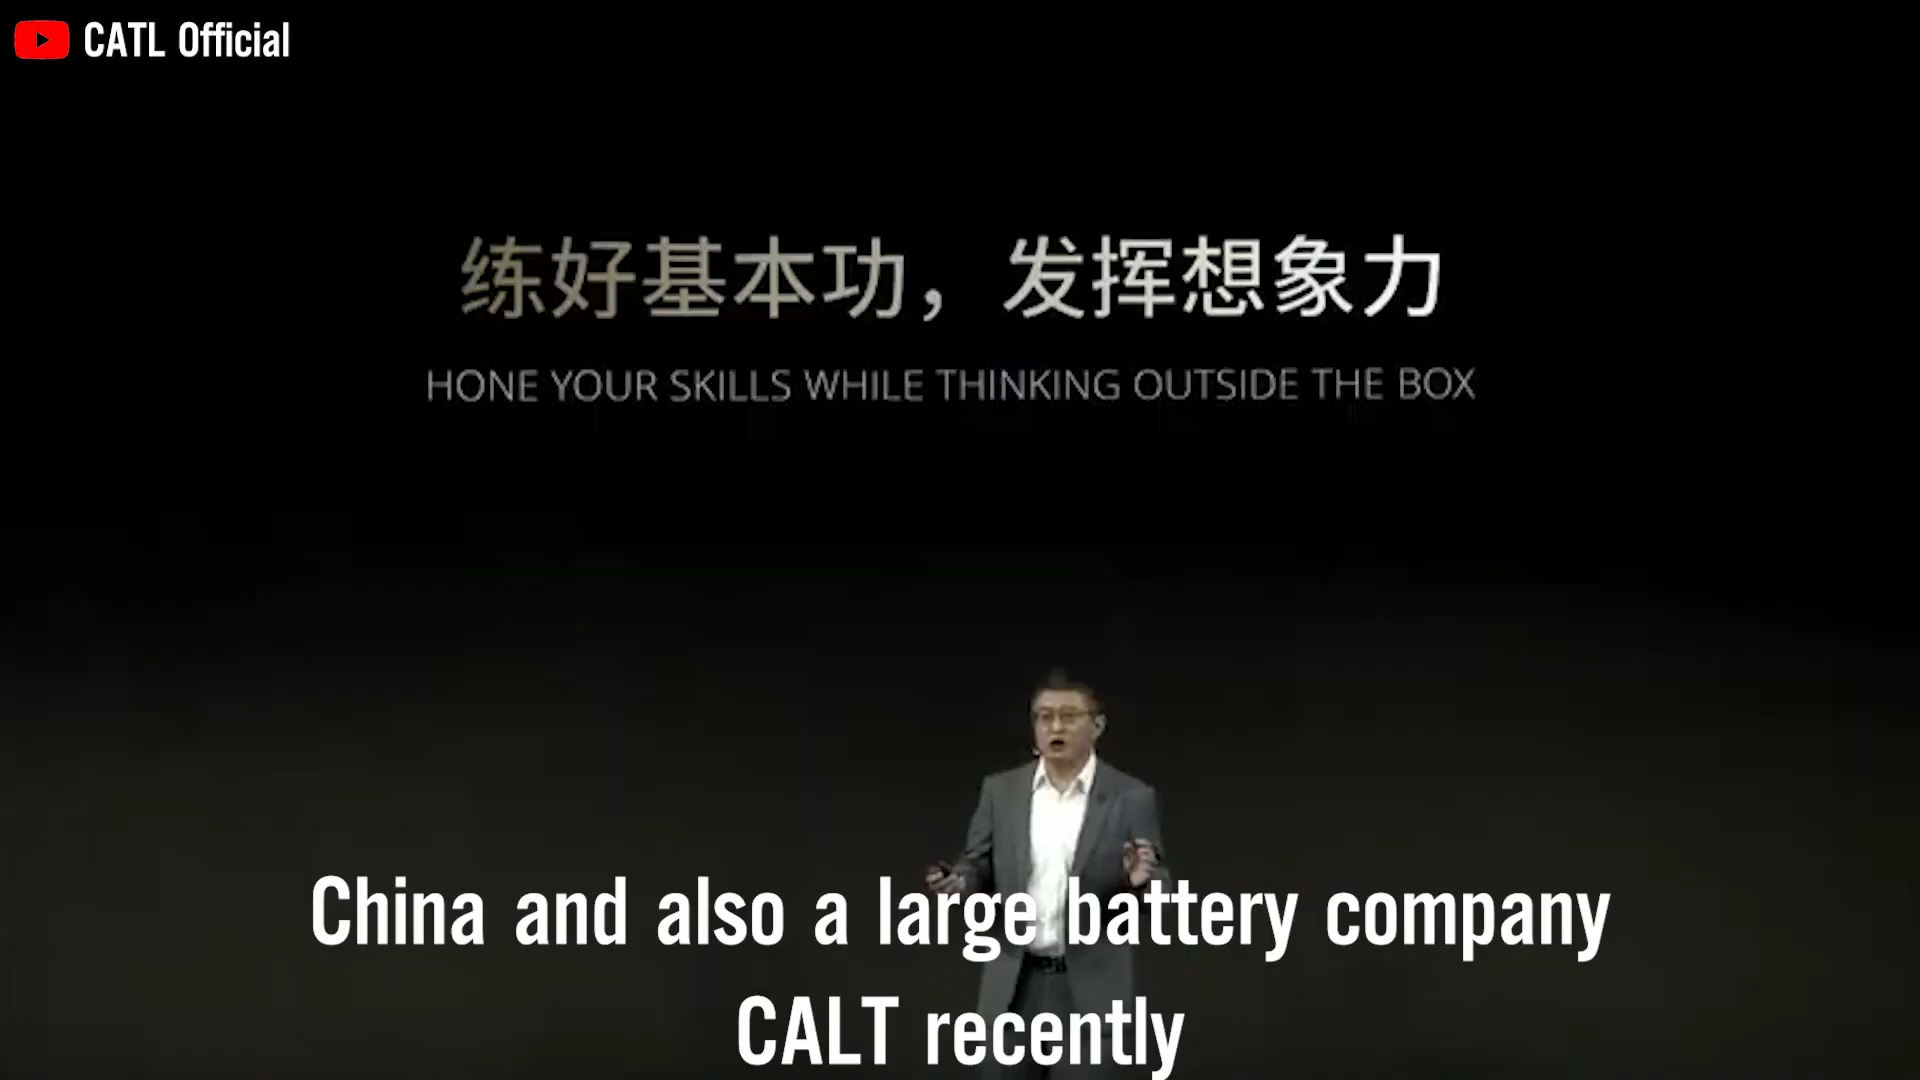 CATL Official
练好基本功，发挥想象力
HONE YOUR SKILLS WHILE THINKING OUTSIDE THE BOX
China and also a large battery company
CALT recently